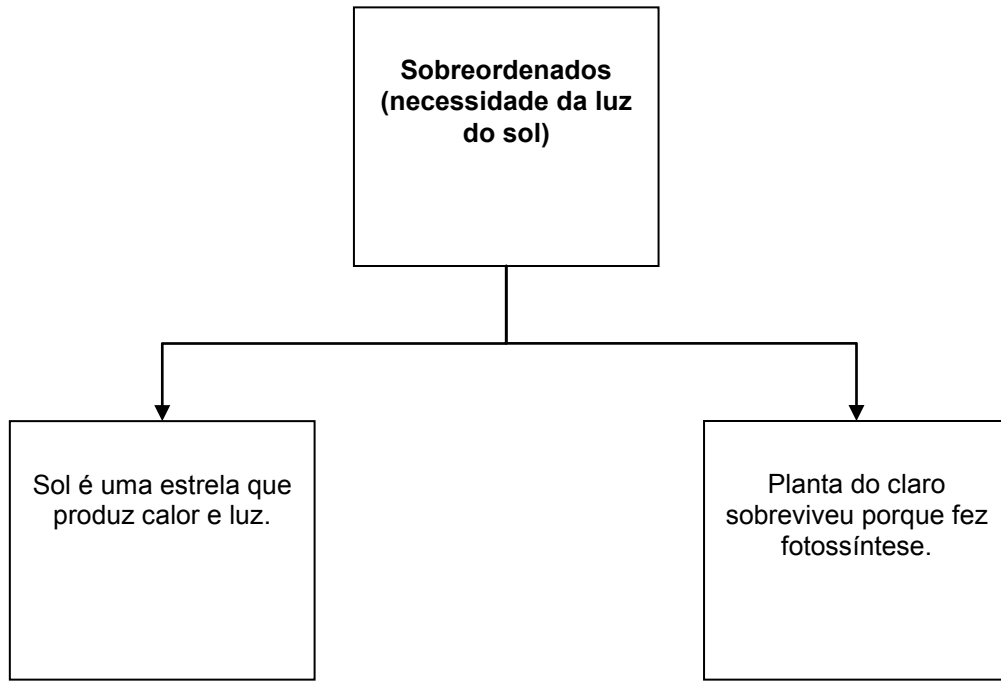 Sobreordenados
(necessidade da luz
do sol)
Sol é uma estrela que
produz calor e luz.
Planta do claro
sobreviveu porque fez
fotossíntese.